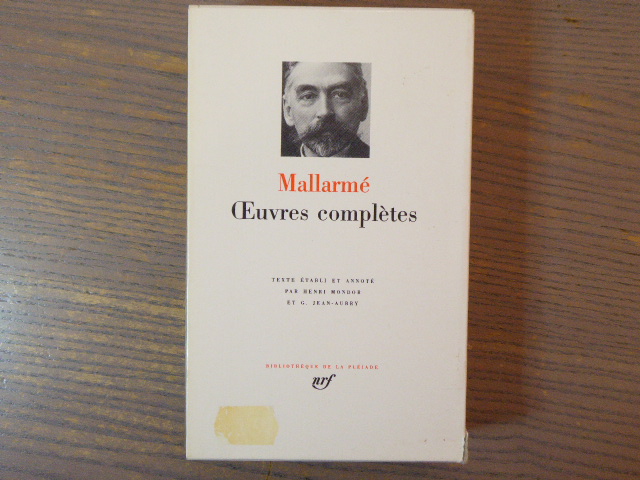 Mallarmé
Œuvres complètes
TEXTE ÉTABLI ET ANNOTÉ
PAR HENRI MONDOR
ET G. JEAN-AUBRY
BIBLIOTHÈQUE DE LA PLÉIADE
nrf